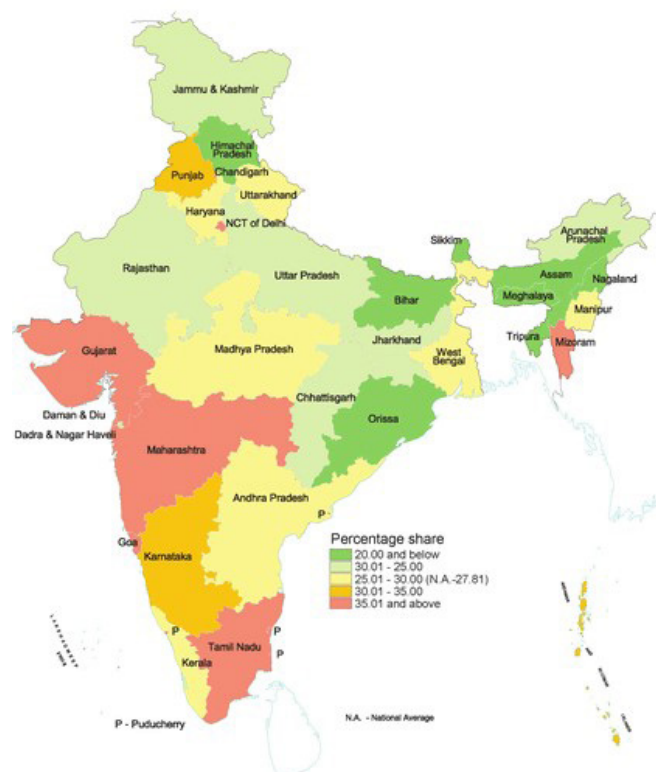 Jammu & Kashmir
Himachal
Pradesh
Punjab
Chandigarh
Uttarakhand
Haryana
NCT of Delhi
Arunachal
Pradesh
Sikkim
Rajasthan
Uttar Pradesh
Assam
Nagaland
Bihar
Meghalaya
Manipur
Gujarat
Jharkhand
Tripura
Mizoram
Madhya Pradesh
West
Bengal
Chhattisgarh
Daman & Diu
Orissa
Dadra & Nagar Haveli
Maharashtra
Andhra Pradesh
P
Goa
Karnataka
Percentage share
20.00 and below
30.01 - 25.00
25.01 - 30.00 (N.A.-27.81)
30.01 - 35.00
35.01 and above
P
P
Tamil Nadu
P
Kerala
P - Puducherry
N.A. - National Average